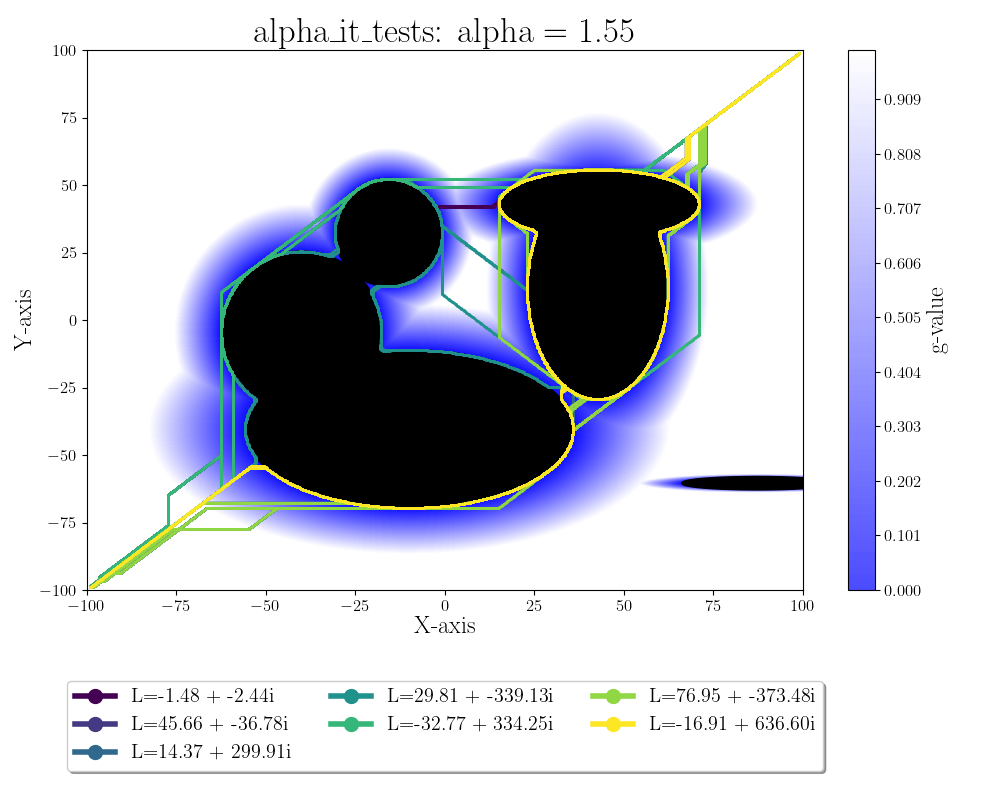 alpha_it_tests: alpha = 1.55
100
75
50
25
0
−25
−50
−75
−100
Y-axis
−100 −75 −50 −25 0 25 50 75 100
X-axis
0.909
0.808
0.707
0.606
0.505
0.404
0.303
0.202
0.101
0.000
g-value
L=-1.48 + -2.44i L=29.81 + -339.13i L=76.95 + -373.48i
L=45.66 + -36.78i L=-32.77 + 334.25i L=-16.91 + 636.60i
L=14.37 + 299.91i